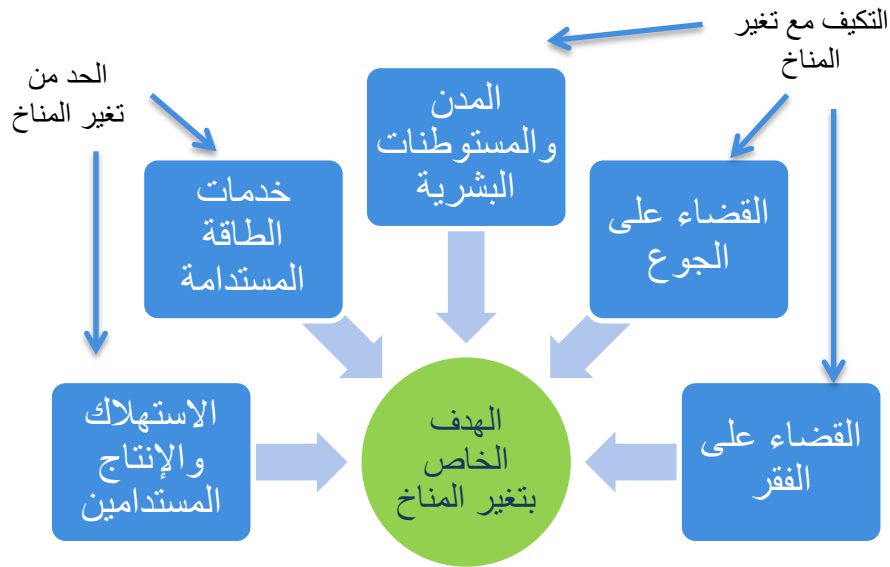 التكيف مع تغير
المناخ
الحد من
تغير المناخ
المدن
والمستوطنات
البشرية
القضاء على
الجوع
خدمات
الطاقة
المستدامة
القضاء على
الفقر
الاستهلاك
والإنتاج
المستدامين
الهدف
الخاص
بتغير المناخ